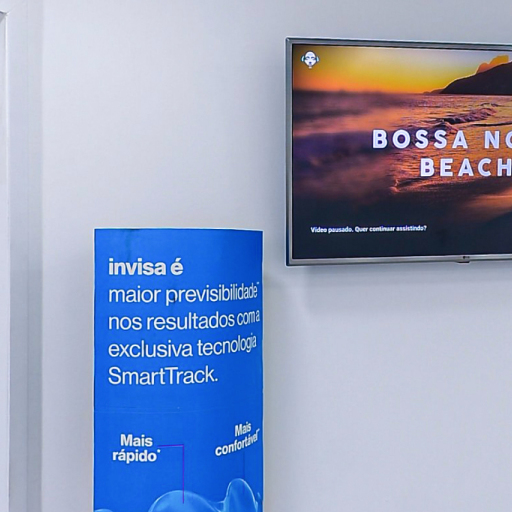 BOSSA NO
BEACH
Vídeo pausado. Quer continuar assistindo?
invisa é
maior previsibilidade**
nos resultados com a
exclusiva tecnologia
SmartTrack.
Mais
rápido*
Mais
confortável**